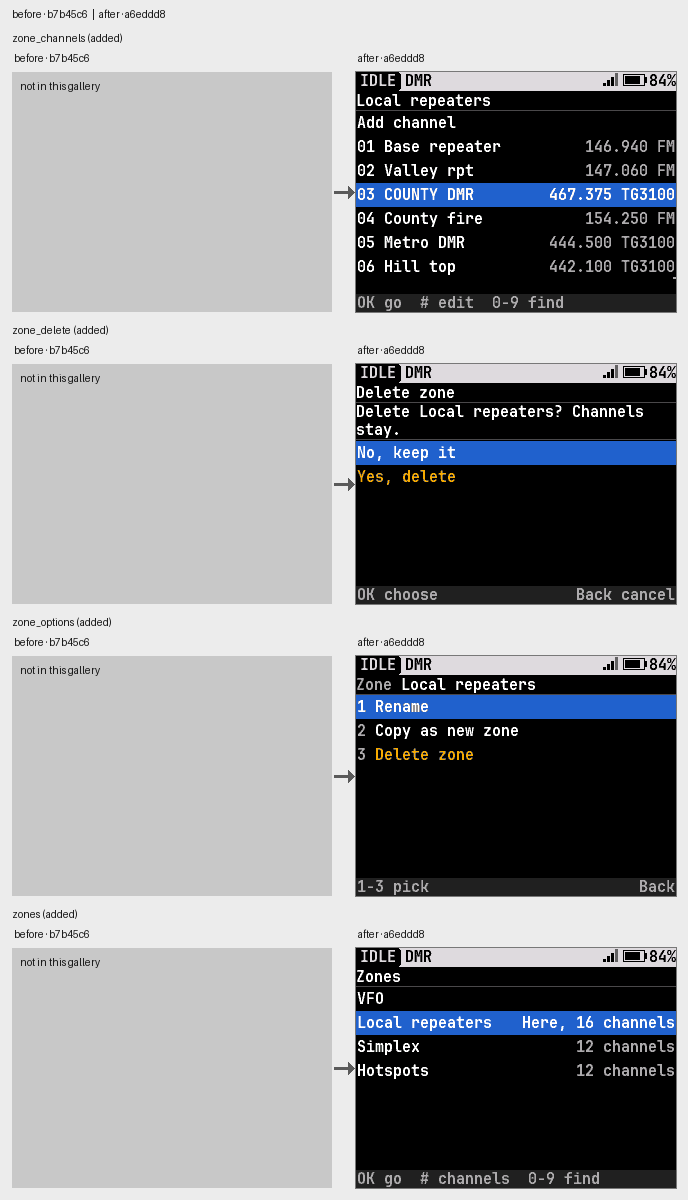 before · b7b45c6 | after · a6eddd8
zone_channels (added)
before · b7b45c6
after · a6eddd8
not in this gallery
IDLE DMR 84%
Local repeaters
Add channel
01 Base repeater 146.940 FM
02 Valley rpt 147.060 FM
03 COUNTY DMR 467.375 TG3100
04 County fire 154.250 FM
05 Metro DMR 444.500 TG3100
06 Hill top 442.100 TG3100
OK go # edit 0-9 find
zone_delete (added)
before · b7b45c6
after · a6eddd8
not in this gallery
IDLE DMR 84%
Delete zone
Delete Local repeaters? Channels
stay.
No, keep it
Yes, delete
OK choose Back cancel
zone_options (added)
before · b7b45c6
after · a6eddd8
not in this gallery
IDLE DMR 84%
Zone Local repeaters
1 Rename
2 Copy as new zone
3 Delete zone
1-3 pick Back
zones (added)
before · b7b45c6
after · a6eddd8
not in this gallery
IDLE DMR 84%
Zones
VFO
Local repeaters Here, 16 channels
Simplex 12 channels
Hotspots 12 channels
OK go # channels 0-9 find